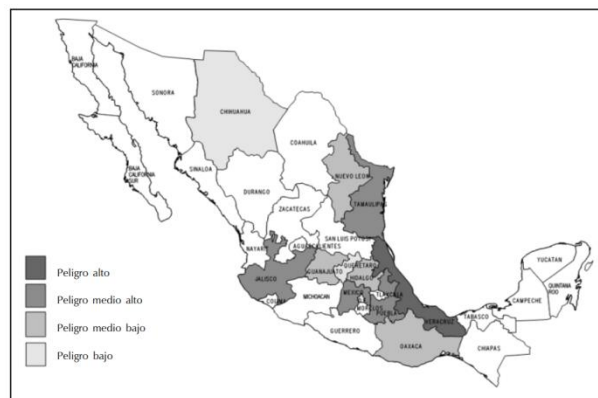 BAJA
CALIFORNIA
SONORA
CHIHUAHUA
COAHUILA
BAJA
CALIFORNIA
SUR
SINALOA
DURANGO
NUEVO LEON
TAMAULIPAS
ZACATECAS
SAN LUIS POTOSI
NAYARIT
AGUASCALIENTES
JALISCO
GUANAJUATO
QUERETARO
HIDALGO
COLIMA
MICHOACAN
MEXICO
TLAXCALA
MORELOS
PUEBLA
VERACRUZ
GUERRERO
OAXACA
TABASCO
CHIAPAS
CAMPECHE
YUCATAN
QUINTANA
ROO
Peligro alto
Peligro medio alto
Peligro medio bajo
Peligro bajo